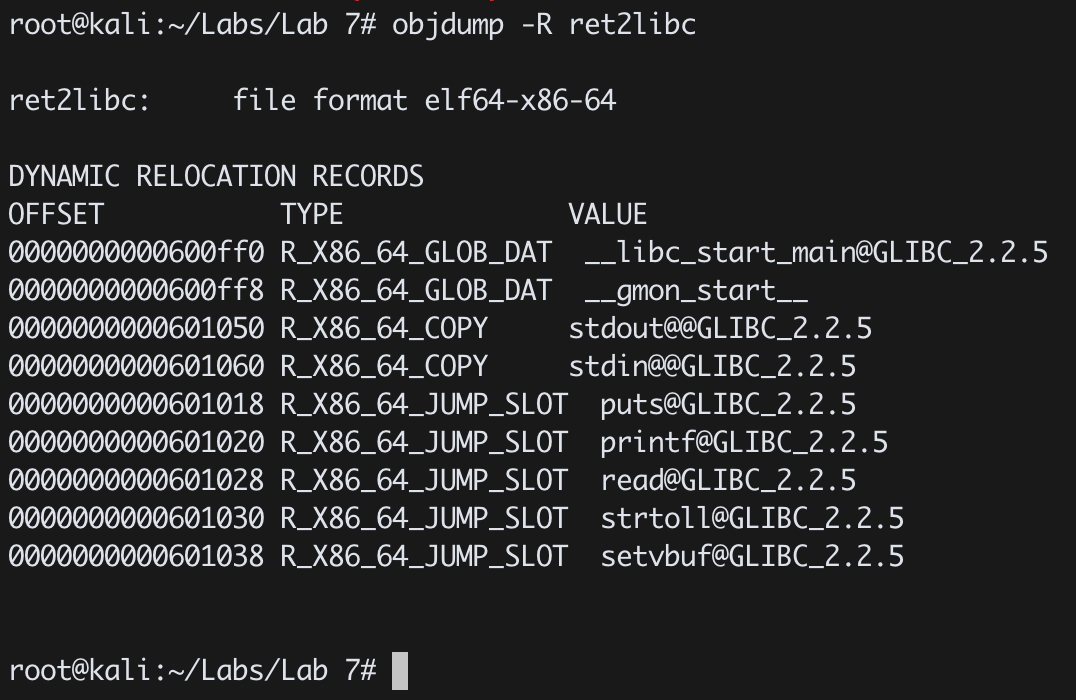 root@kali:~/Labs/Lab 7# objdump -R ret2libc
ret2libc:     file format elf64-x86-64
DYNAMIC RELOCATION RECORDS
OFFSET           TYPE              VALUE
0000000000600ff0 R_X86_64_GLOB_DAT  __libc_start_main@GLIBC_2.2.5
0000000000600ff8 R_X86_64_GLOB_DAT  __gmon_start__
0000000000601050 R_X86_64_COPY     stdout@@GLIBC_2.2.5
0000000000601060 R_X86_64_COPY     stdin@@GLIBC_2.2.5
0000000000601018 R_X86_64_JUMP_SLOT  puts@GLIBC_2.2.5
0000000000601020 R_X86_64_JUMP_SLOT  printf@GLIBC_2.2.5
0000000000601028 R_X86_64_JUMP_SLOT  read@GLIBC_2.2.5
0000000000601030 R_X86_64_JUMP_SLOT  strtoll@GLIBC_2.2.5
0000000000601038 R_X86_64_JUMP_SLOT  setvbuf@GLIBC_2.2.5
root@kali:~/Labs/Lab 7#